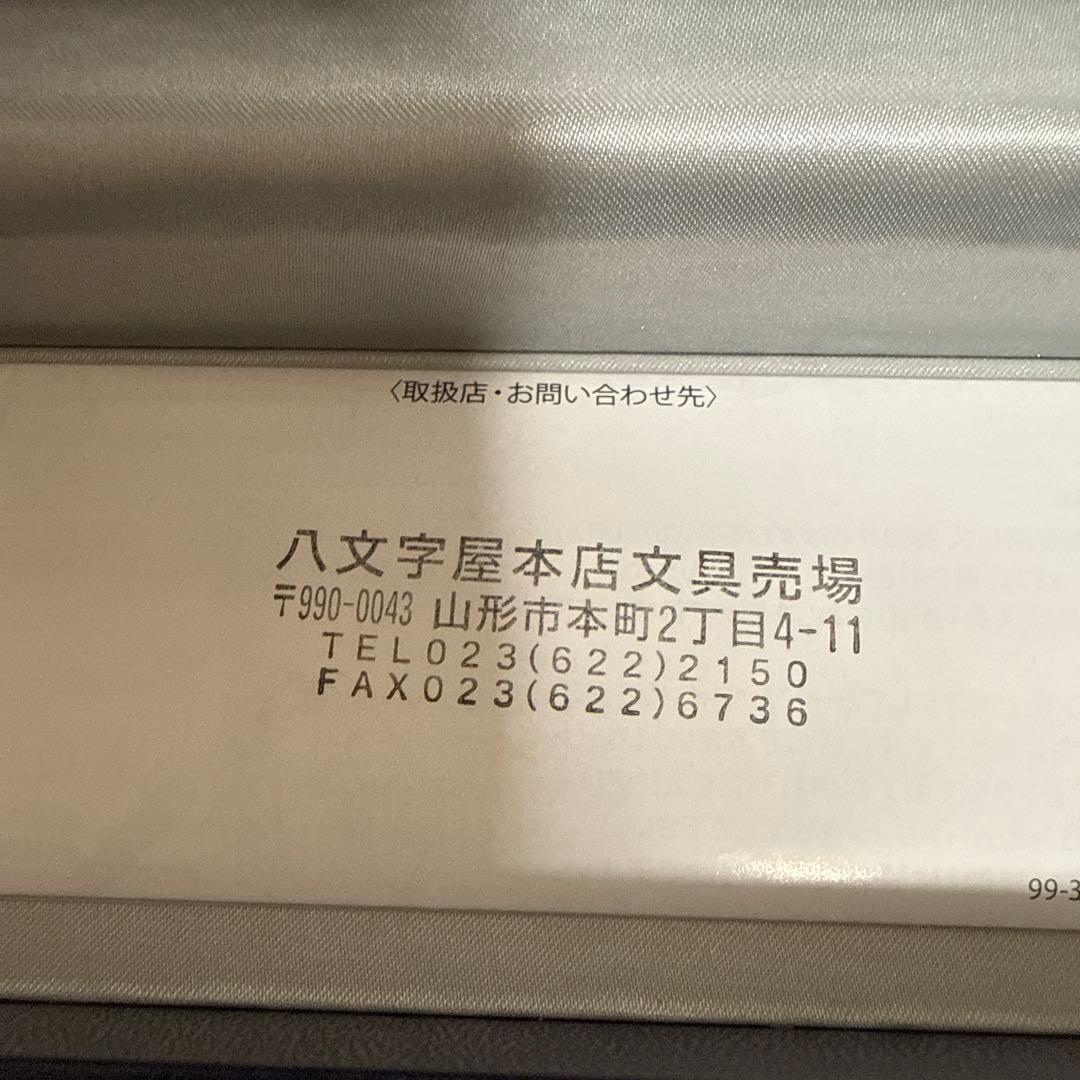 〈取扱店・お問い合わせ先〉
八文字屋本店文具売場
〒990-0043 山形市本町2丁目4-11
TEL023(622)2150
FAX023(622)6736
99-3